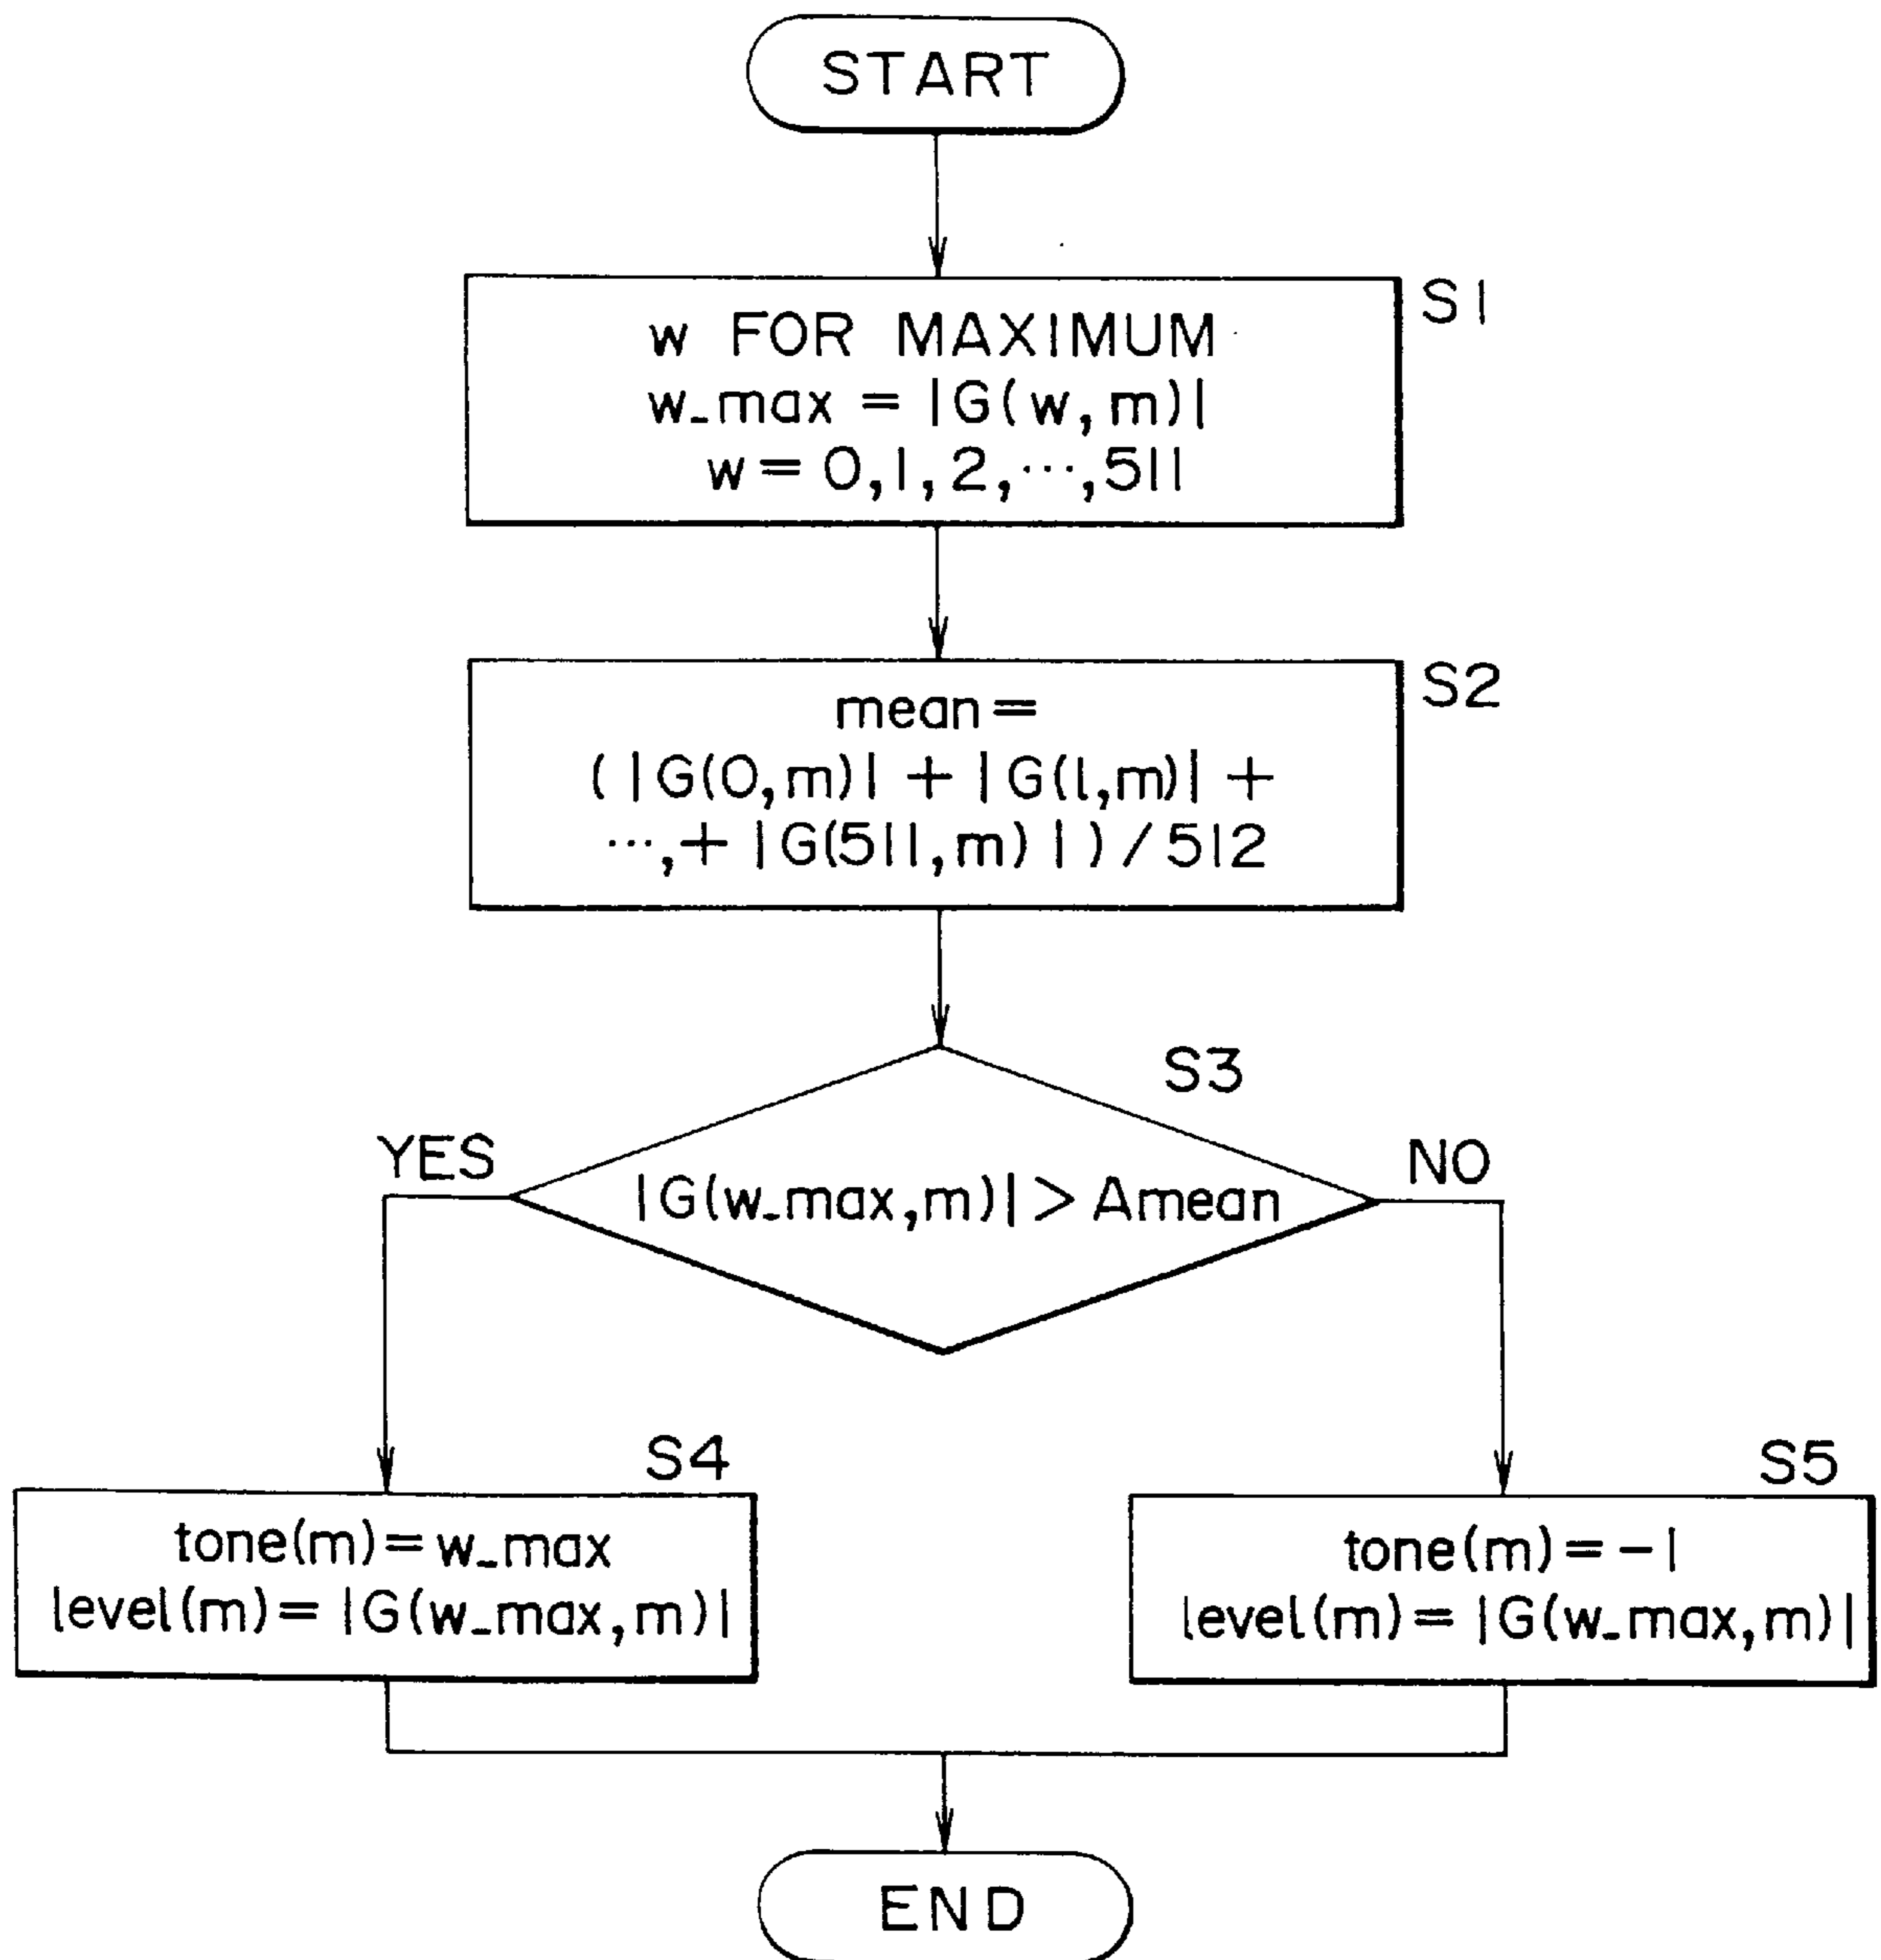 START
S1
w FOR MAXIMUM
w_max = |G(w,m)|
w = 0,1,2,…,511
S2
mean =
(|G(0,m)| + |G(1,m)| +
…,+ |G(511,m)|)/512
S3
YES
NO
|G(w_max,m)| > Amean
S4
tone(m) = w_max
level(m) = |G(w_max,m)|
S5
tone(m) = -1
level(m) = |G(w_max,m)|
END